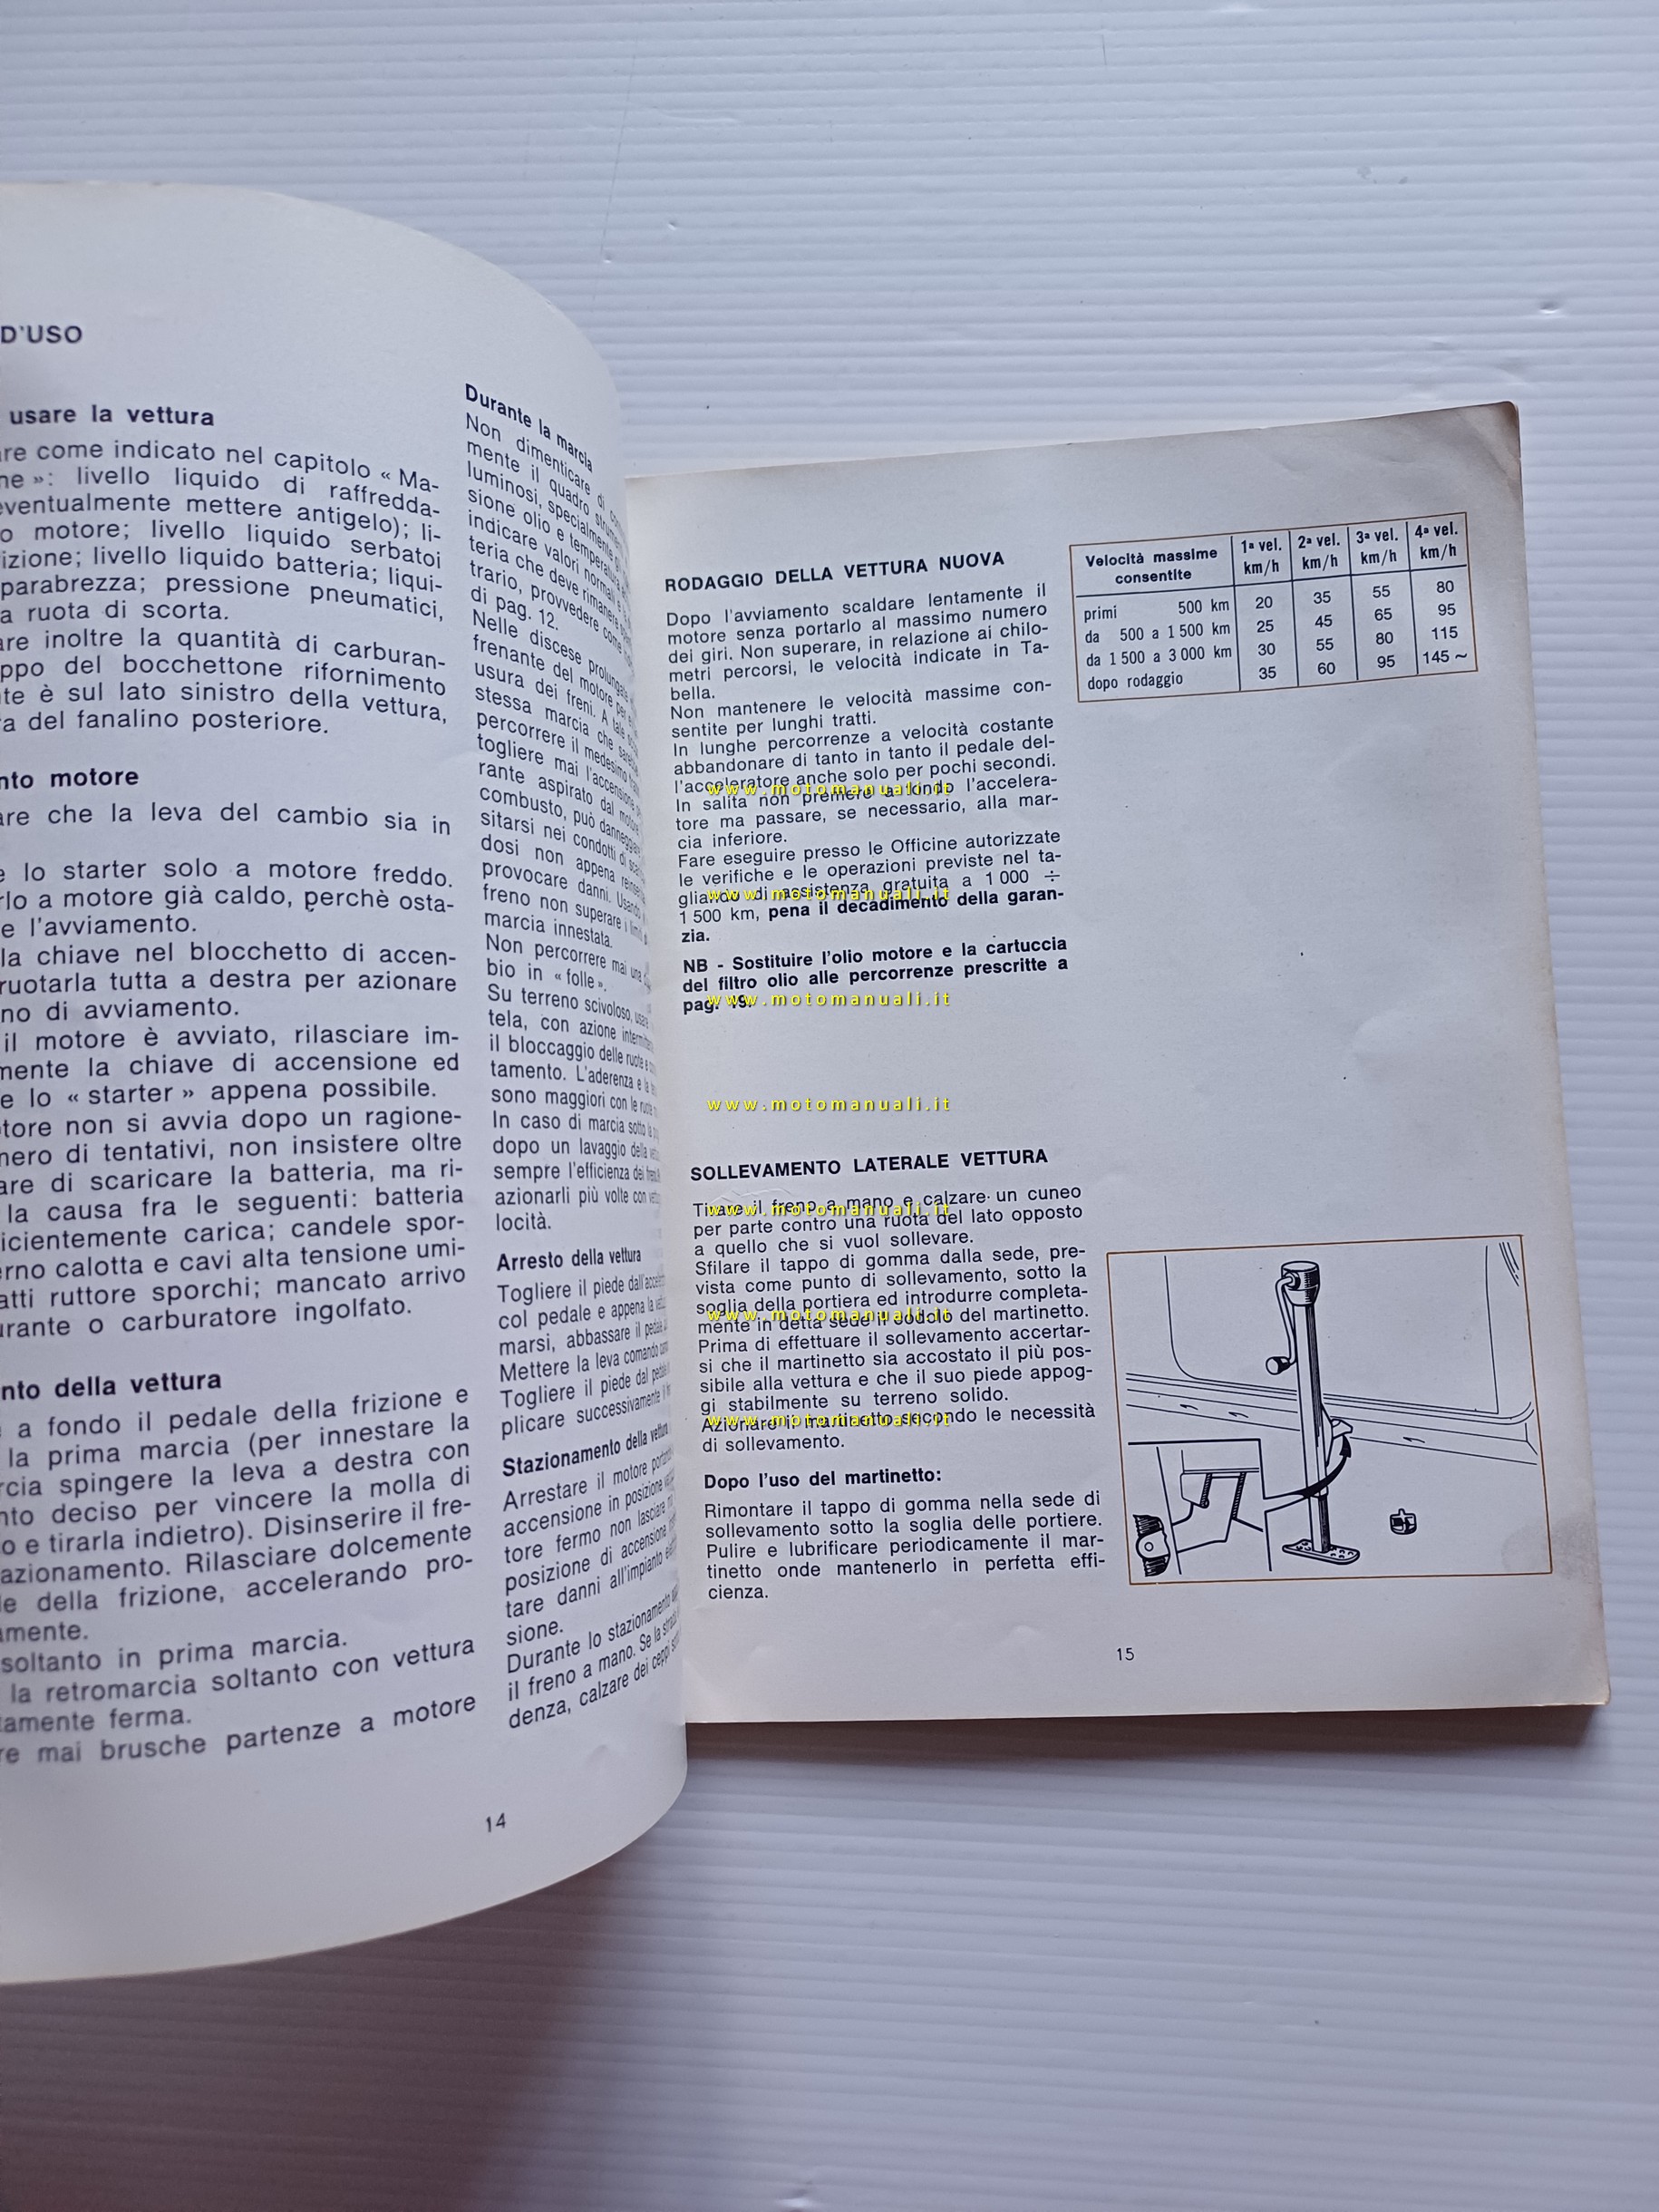 D'USO
usare la vettura
come indicato nel capitolo « Ma-
»: livello liquido di raffredda-
eventualmente mettere antigelo); li-
motore; livello liquido serbatoi
livello liquido batteria; liqui-
parabrezza; pressione pneumatici,
ruota di scorta.
inoltre la quantità di carburan-
del bocchettone rifornimento
è sul lato sinistro della vettura,
del fanalino posteriore.
motore
che la leva del cambio sia in
lo starter solo a motore freddo.
a motore già caldo, perchè osta-
l'avviamento.
la chiave nel blocchetto di accen-
ruotarla tutta a destra per azionare
di avviamento.
il motore è avviato, rilasciare im-
la chiave di accensione ed
lo « starter » appena possibile.
non si avvia dopo un ragione-
di tentativi, non insistere oltre
di scaricare la batteria, ma ri-
la causa fra le seguenti: batteria
carica; candele spor-
calotta e cavi alta tensione umi-
ruttore sporchi; mancato arrivo
o carburatore ingolfato.
della vettura
a fondo il pedale della frizione e
la prima marcia (per innestare la
spingere la leva a destra con
deciso per vincere la molla di
e tirarla indietro). Disinserire il fre-
Rilasciare dolcemente
della frizione, accelerando pro-
soltanto in prima marcia.
la retromarcia soltanto con vettura
ferma.
mai brusche partenze a motore
Durante la marcia
Non dimenticare di
mente il quadro
luminosi, specialmente
sione olio e temperatura
indicare valori normali e
teria che deve rimanere
trario, provvedere come
di pag. 12.
Nelle discese prolungate
frenante del motore per
usura dei freni. A tale
stessa marcia che
percorrere il medesimo
togliere mai l'accensione
rante aspirato dal motore
combusto, può danneggiare
sitarsi nei condotti di
dosi non appena
provocare danni. Usando
freno non superare i limiti
marcia innestata.
Non percorrere mai una
bio in « folle ».
Su terreno scivoloso,
tela, con azione
il bloccaggio delle ruote e
tamento. L'aderenza e la
sono maggiori con le ruote
In caso di marcia sotto la
dopo un lavaggio della
sempre l'efficienza dei
azionarli più volte con
locità.
Arresto della vettura
Togliere il piede
col pedale e appena la
marsi, abbassare il pedale
Mettere la leva comando
Togliere il piede dal pedale
plicare successivamente il
Stazionamento della vettura
Arrestare il motore
accensione in posizione
tore fermo non lasciare
posizione di accensione
tare danni all'impianto
sione.
Durante lo stazionamento
il freno a mano. Se la strada
denza, calzare dei ceppi
14
RODAGGIO DELLA VETTURA NUOVA
Dopo l'avviamento scaldare lentamente il
motore senza portarlo al massimo numero
dei giri. Non superare, in relazione ai chilo-
metri percorsi, le velocità indicate in Ta-
bella.
Non mantenere le velocità massime con-
sentite per lunghi tratti.
In lunghe percorrenze a velocità costante
abbandonare di tanto in tanto il pedale del-
l'acceleratore anche solo per pochi secondi.
In salita non premere a fondo l'accelera-
tore ma passare, se necessario, alla mar-
cia inferiore.
Fare eseguire presso le Officine autorizzate
le verifiche e le operazioni previste nel ta-
gliando di assistenza gratuita a 1 000 ÷
1 500 km, pena il decadimento della garan-
zia.
NB - Sostituire l'olio motore e la cartuccia
del filtro olio alle percorrenze prescritte a
pag.
SOLLEVAMENTO LATERALE VETTURA
Tirare il freno a mano e calzare un cuneo
per parte contro una ruota del lato opposto
a quello che si vuol sollevare.
Sfilare il tappo di gomma dalla sede, pre-
vista come punto di sollevamento, sotto la
soglia della portiera ed introdurre completa-
mente in detta sede il codolo del martinetto.
Prima di effettuare il sollevamento accertar-
si che il martinetto sia accostato il più pos-
sibile alla vettura e che il suo piede appog-
gi stabilmente su terreno solido.
Azionare il martinetto secondo le necessità
di sollevamento.
Dopo l'uso del martinetto:
Rimontare il tappo di gomma nella sede di
sollevamento sotto la soglia delle portiere.
Pulire e lubrificare periodicamente il mar-
tinetto onde mantenerlo in perfetta effi-
cienza.
Velocità massime consentite 1ª vel. km/h 2ª vel. km/h 3ª vel. km/h 4ª vel. km/h
primi 500 km 20 35 55 80
da 500 a 1 500 km 25 45 65 95
da 1 500 a 3 000 km 30 55 80 115
dopo rodaggio 35 60 95 145 ~
15
www.motomanuali.it
www.motomanuali.it
www.motomanuali.it
www.motomanuali.it
www.motomanuali.it
www.motomanuali.it
www.motomanuali.it